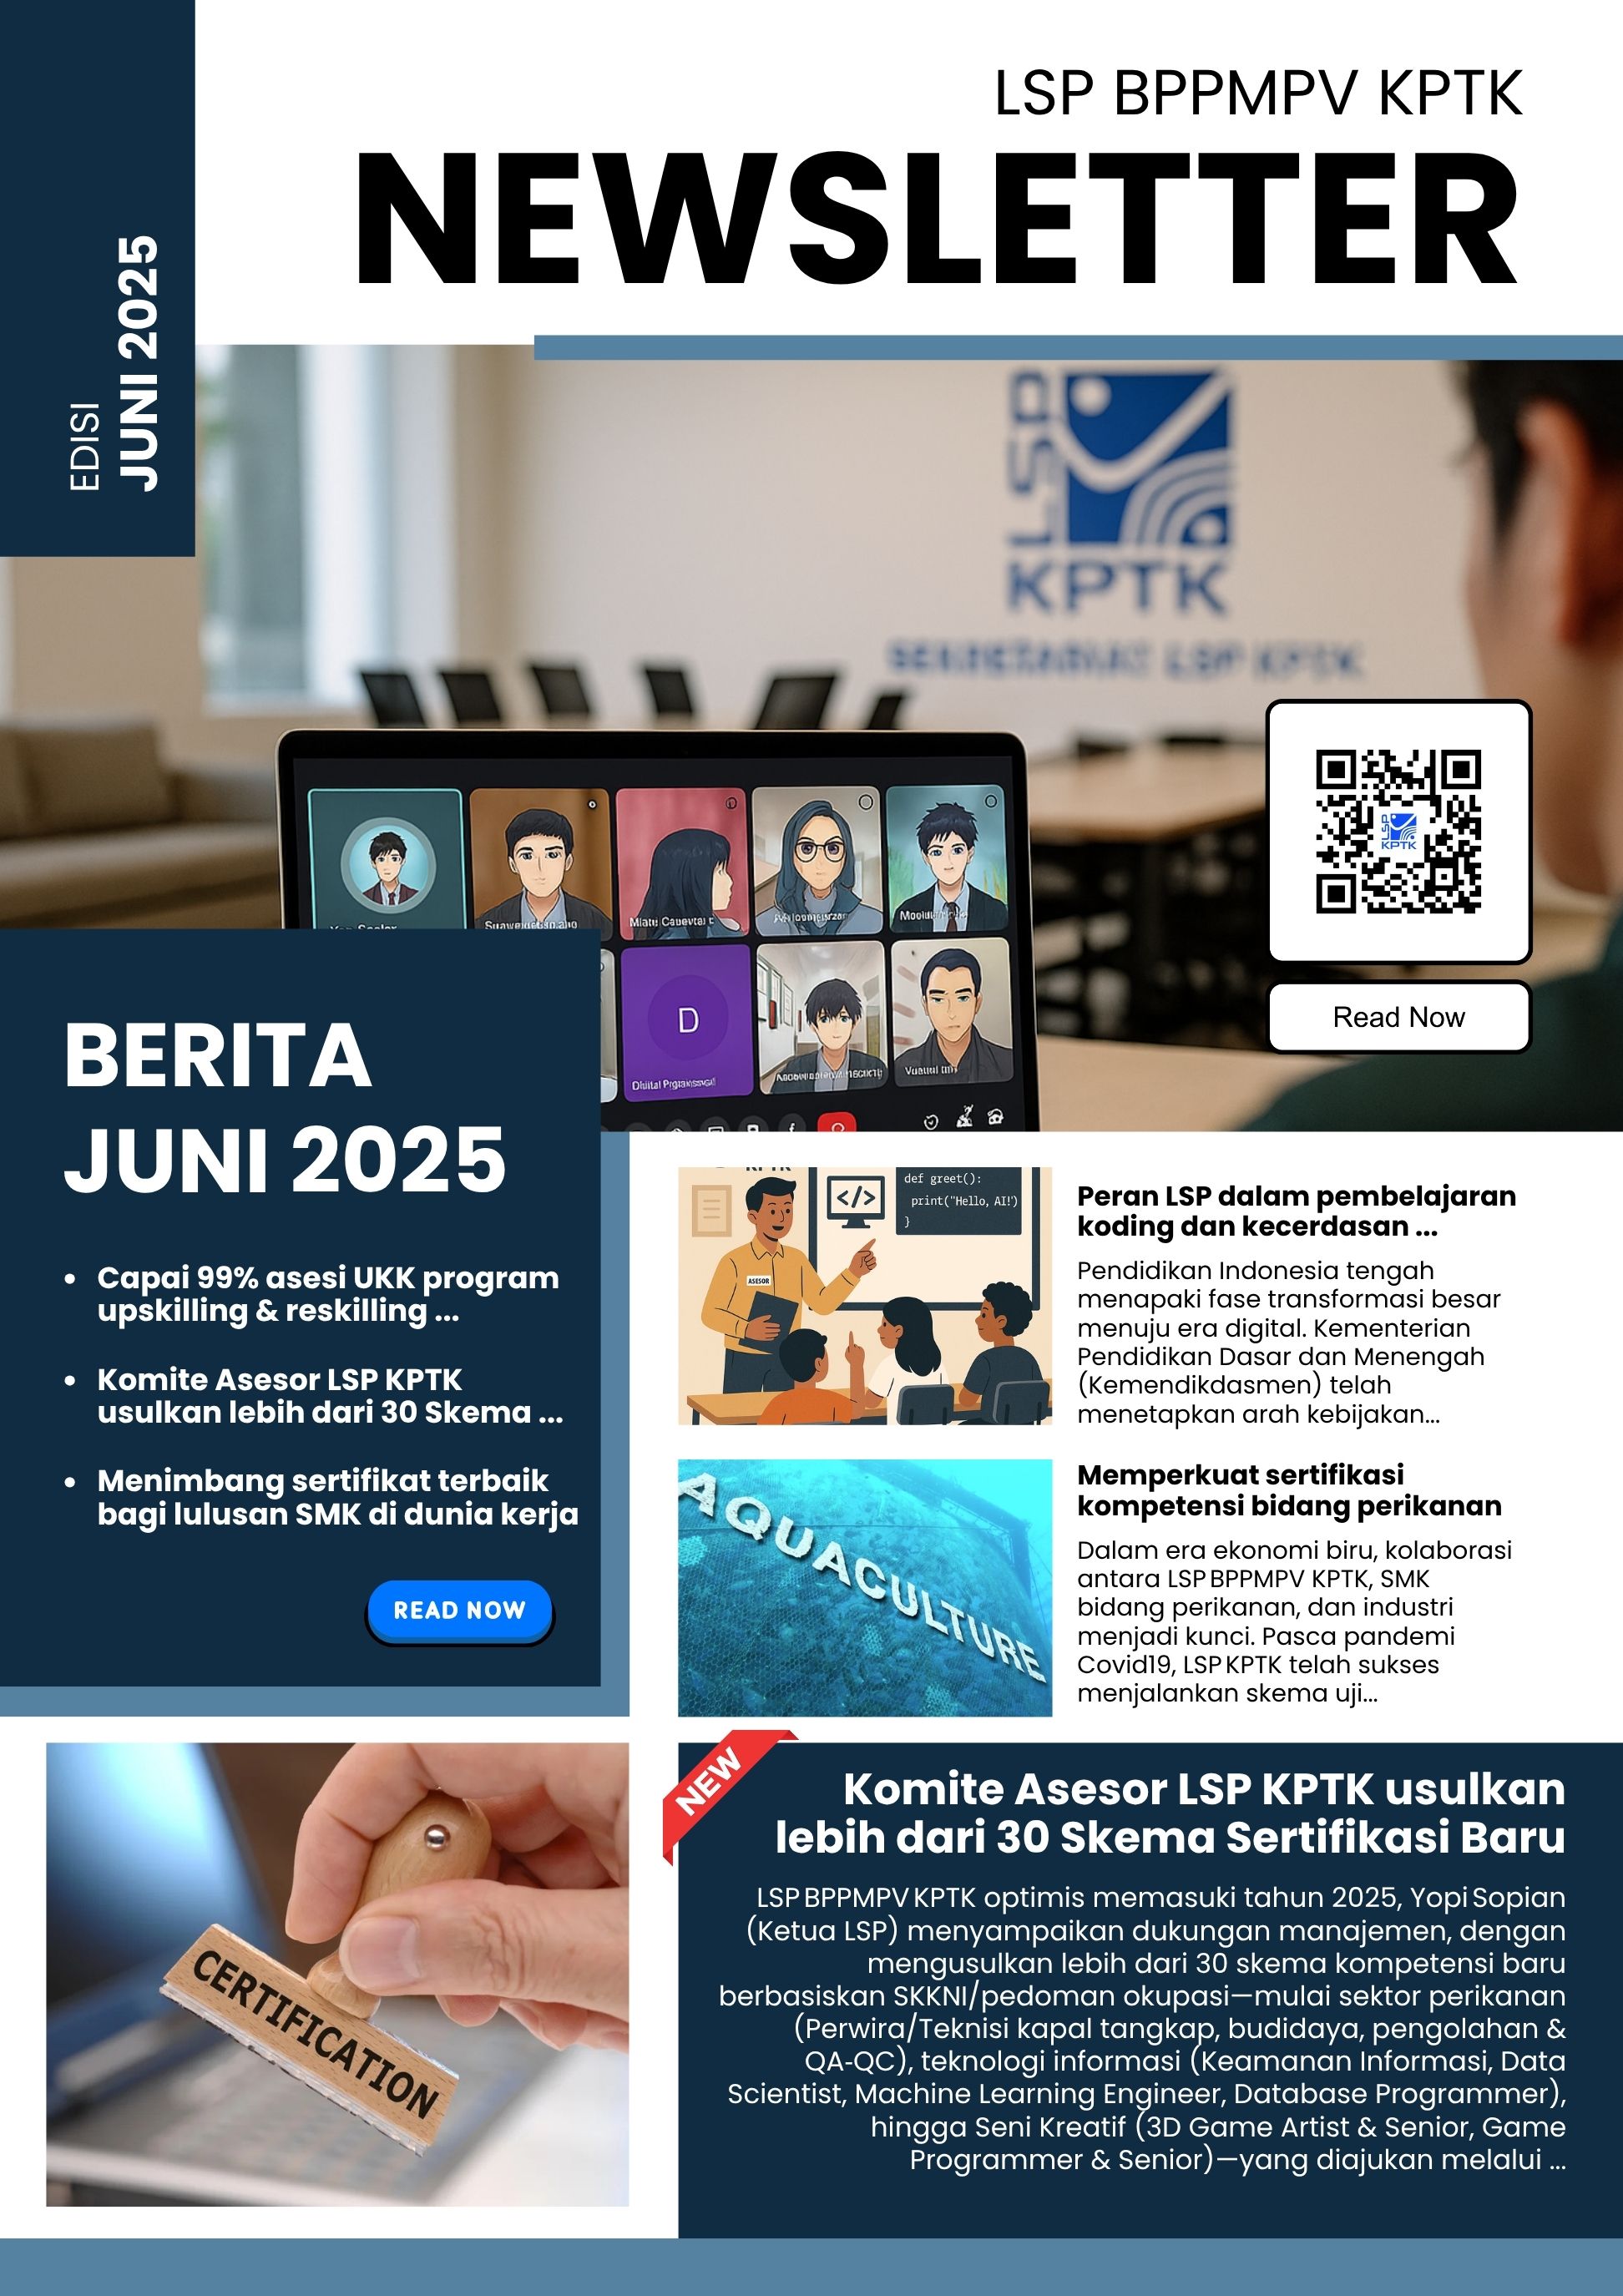 LSP BPPMPV KPTK
NEWSLETTER
EDISI
JUNI 2025
LSP
KPTK
SEKRETARIAT LSP KPTK
LSP
KPTK
Read Now
D
BERITA
JUNI 2025
• Capai 99% asesi UKK program
upskilling & reskilling ...
• Komite Asesor LSP KPTK
usulkan lebih dari 30 Skema ...
• Menimbang sertifikat terbaik
bagi lulusan SMK di dunia kerja
READ NOW
</>
def greet():
print("Hello, AI!')
}
ASESOR
Peran LSP dalam pembelajaran
koding dan kecerdasan ...
Pendidikan Indonesia tengah
menapaki fase transformasi besar
menuju era digital. Kementerian
Pendidikan Dasar dan Menengah
(Kemendikdasmen) telah
menetapkan arah kebijakan...
AQUACULTURE
Memperkuat sertifikasi
kompetensi bidang perikanan
Dalam era ekonomi biru, kolaborasi
antara LSP BPPMPV KPTK, SMK
bidang perikanan, dan industri
menjadi kunci. Pasca pandemi
Covid19, LSP KPTK telah sukses
menjalankan skema uji...
CERTIFICATION
NEW
Komite Asesor LSP KPTK usulkan
lebih dari 30 Skema Sertifikasi Baru
LSP BPPMPV KPTK optimis memasuki tahun 2025, Yopi Sopian
(Ketua LSP) menyampaikan dukungan manajemen, dengan
mengusulkan lebih dari 30 skema kompetensi baru
berbasiskan SKKNI/pedoman okupasi—mulai sektor perikanan
(Perwira/Teknisi kapal tangkap, budidaya, pengolahan &
QA-QC), teknologi informasi (Keamanan Informasi, Data
Scientist, Machine Learning Engineer, Database Programmer),
hingga Seni Kreatif (3D Game Artist & Senior, Game
Programmer & Senior)—yang diajukan melalui ...